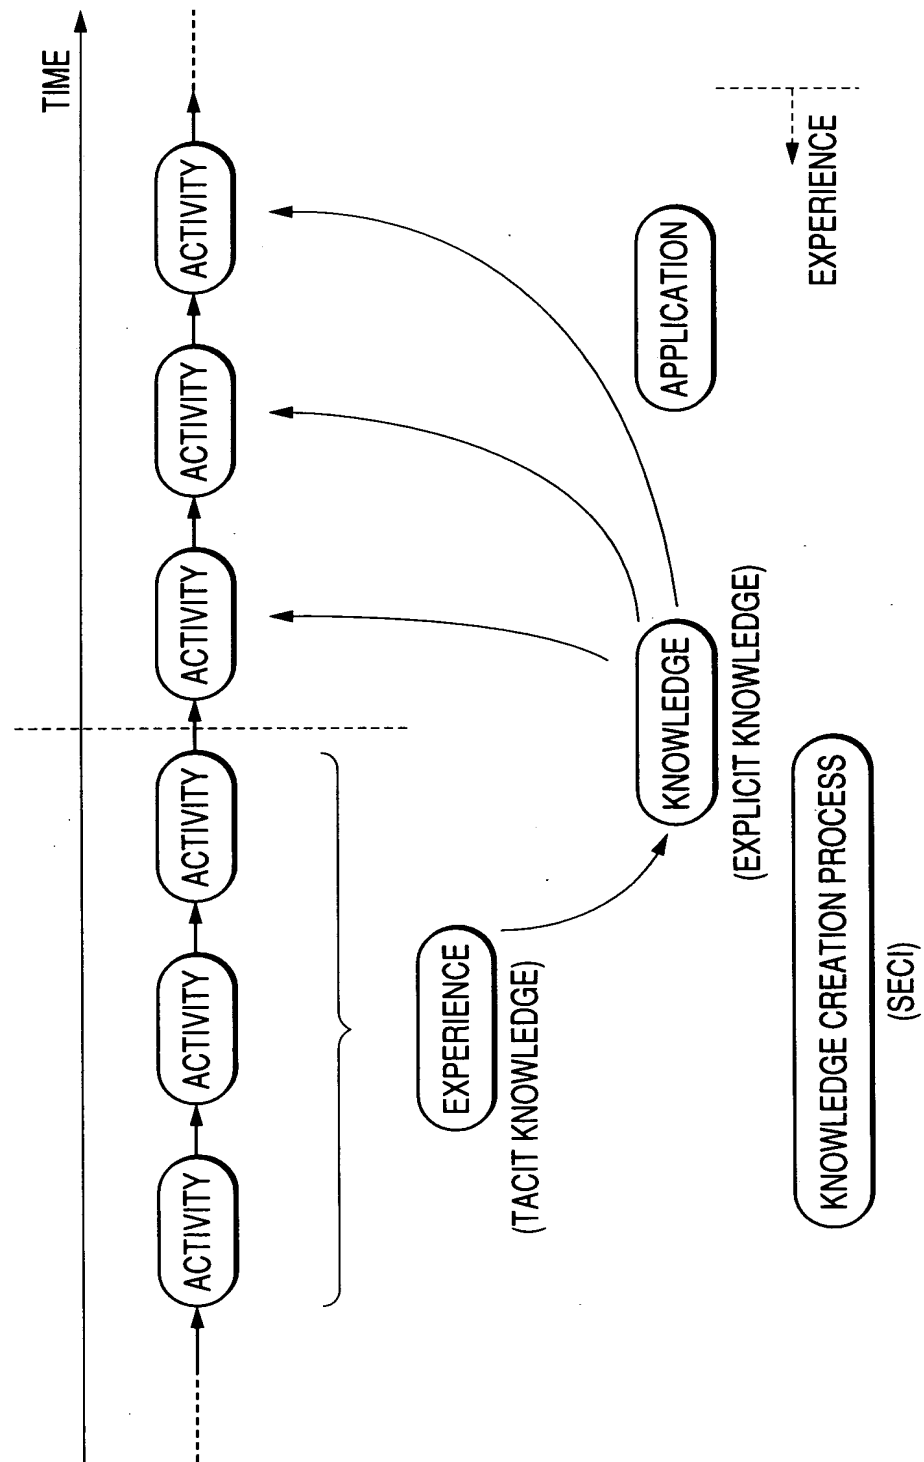 TIME
ACTIVITY
ACTIVITY
ACTIVITY
ACTIVITY
ACTIVITY
ACTIVITY
EXPERIENCE
(TACIT KNOWLEDGE)
KNOWLEDGE
(EXPLICIT KNOWLEDGE)
APPLICATION
KNOWLEDGE CREATION PROCESS
(SECI)
EXPERIENCE